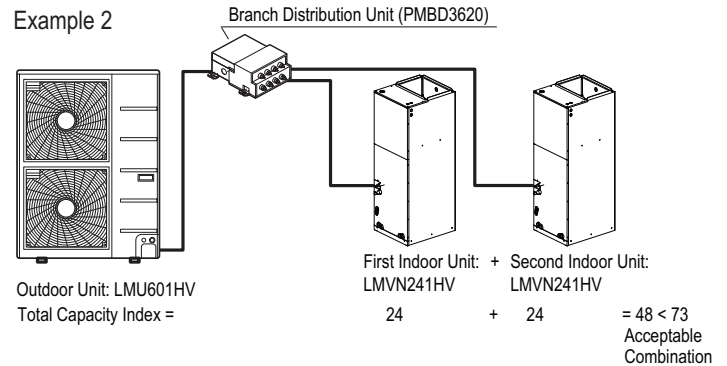 Example 2
Branch Distribution Unit (PMBD3620)
First Indoor Unit: + Second Indoor Unit:
LMVN241HV LMVN241HV
Outdoor Unit: LMU601HV
Total Capacity Index = 24 + 24 = 48 < 73
Acceptable
Combination